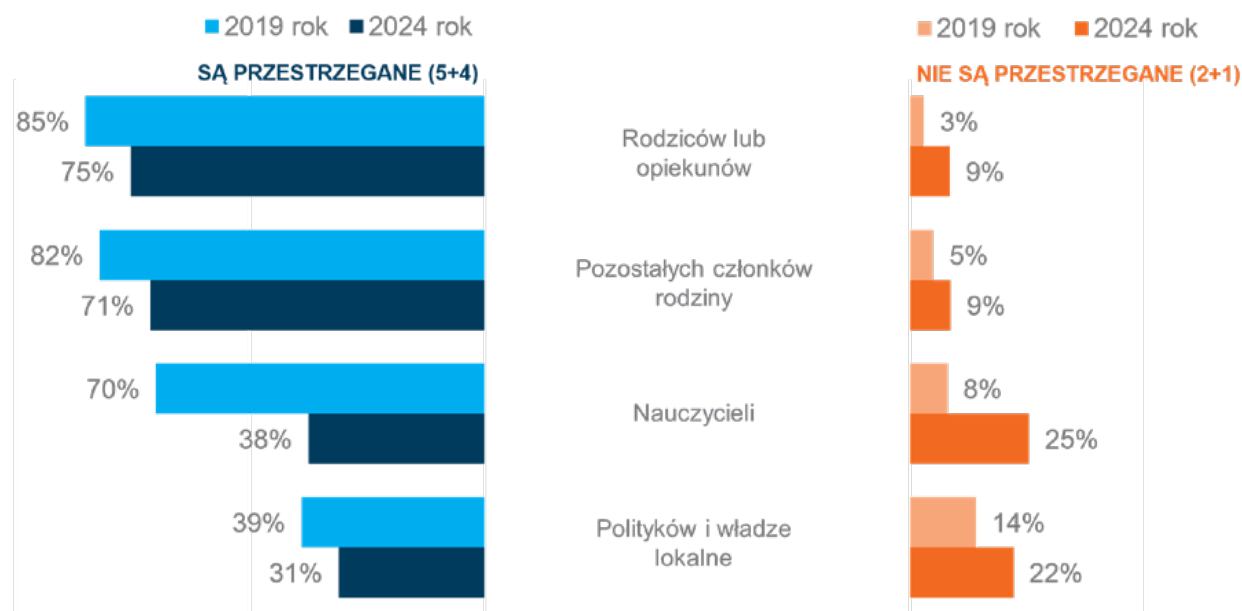 2019 rok 2024 rok
2019 rok 2024 rok
SĄ PRZESTRZEGANE (5+4)
NIE SĄ PRZESTRZEGANE (2+1)
85%
75%
Rodziców lub
opiekunów
3%
9%
82%
71%
Pozostałych członków
rodziny
5%
9%
70%
38%
Nauczycieli
8%
25%
39%
31%
Polityków i władze
lokalne
14%
22%